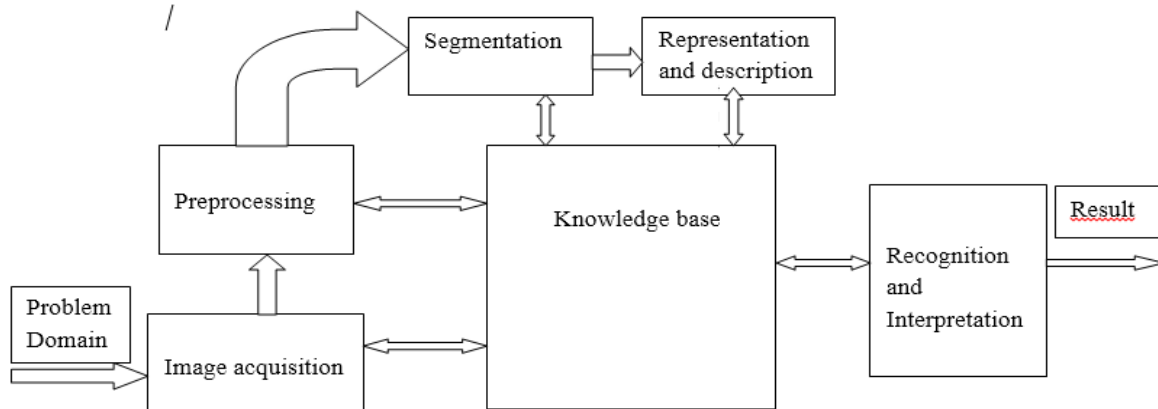 /
Segmentation
Representation
and description
Preprocessing
Knowledge base
Result
Recognition
and
Interpretation
Problem
Domain
Image acquisition